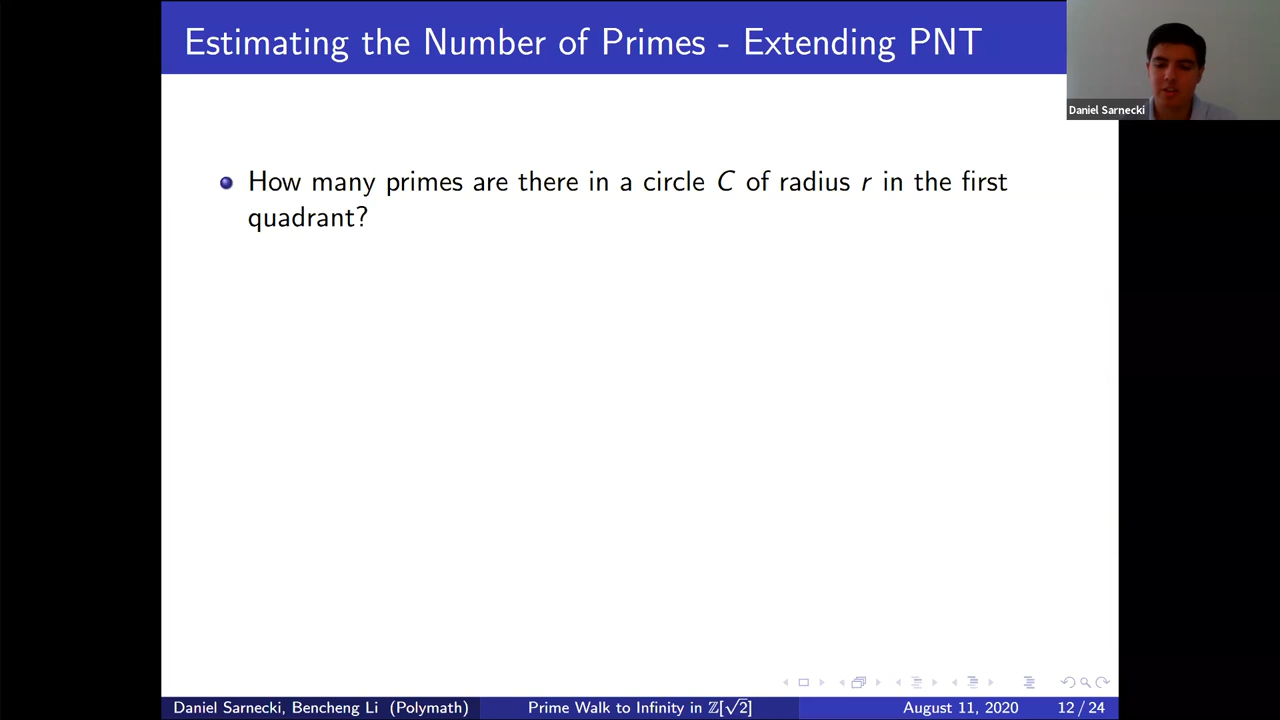 Estimating the Number of Primes - Extending PNT
Daniel Sarnecki
How many primes are there in a circle C of radius r in the first
quadrant?
Daniel Sarnecki, Bencheng Li (Polymath)
Prime Walk to Infinity in ℤ[√2]
August 11, 2020
12 / 24